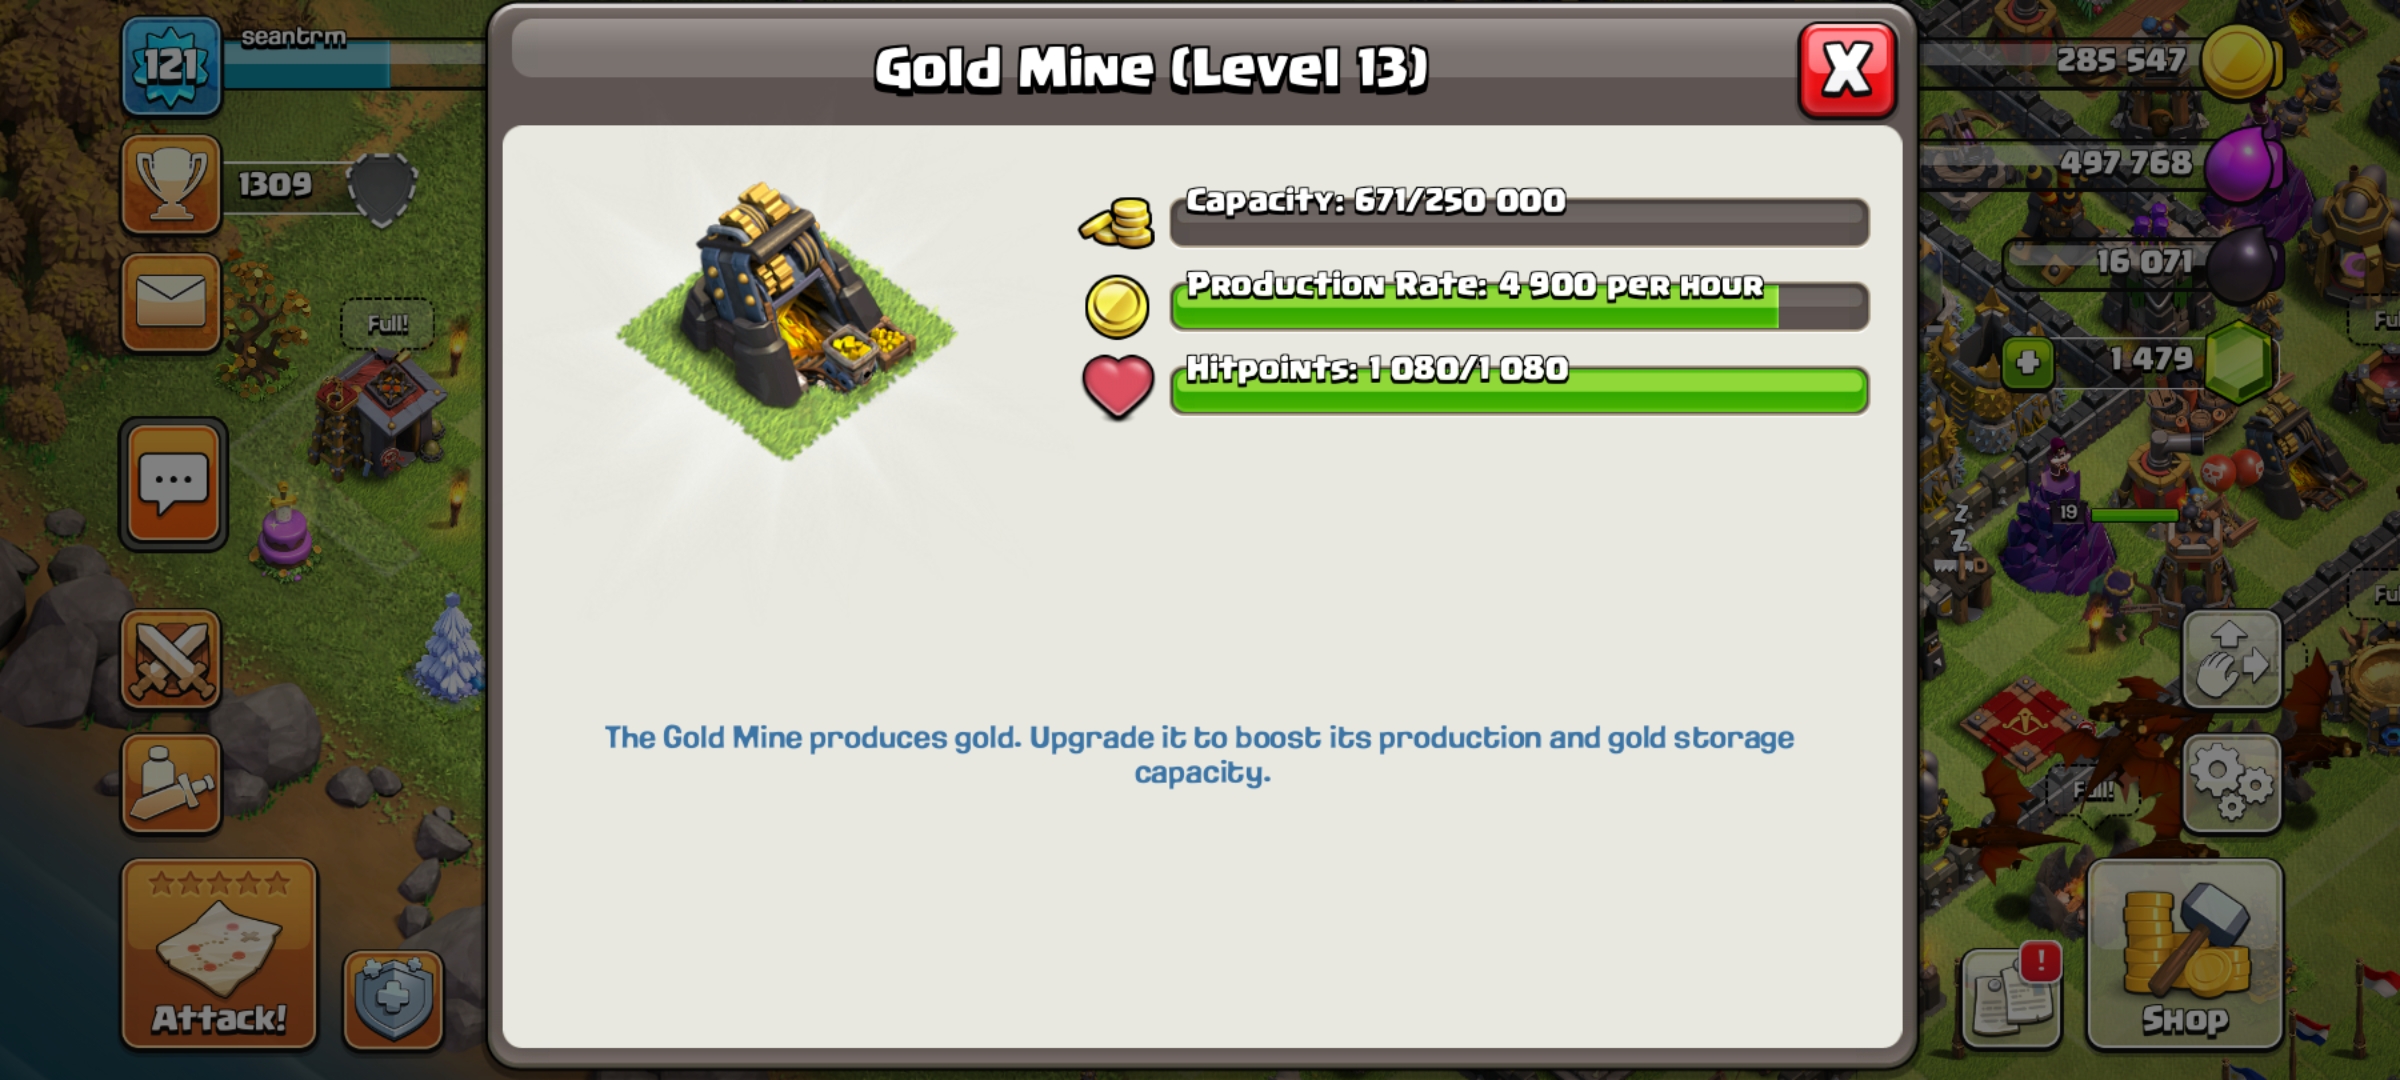 121
seantrm
Gold Mine (Level 13)
X
285 547
Capacity: 671/250 000
497 768
1309
Production Rate: 4 900 per hour
16 071
Full!
Hitpoints: 1 080/1 080
1 479
19
Z
Z
The Gold Mine produces gold. Upgrade it to boost its production and gold storage
capacity.
Full!
!
Attack!
Shop